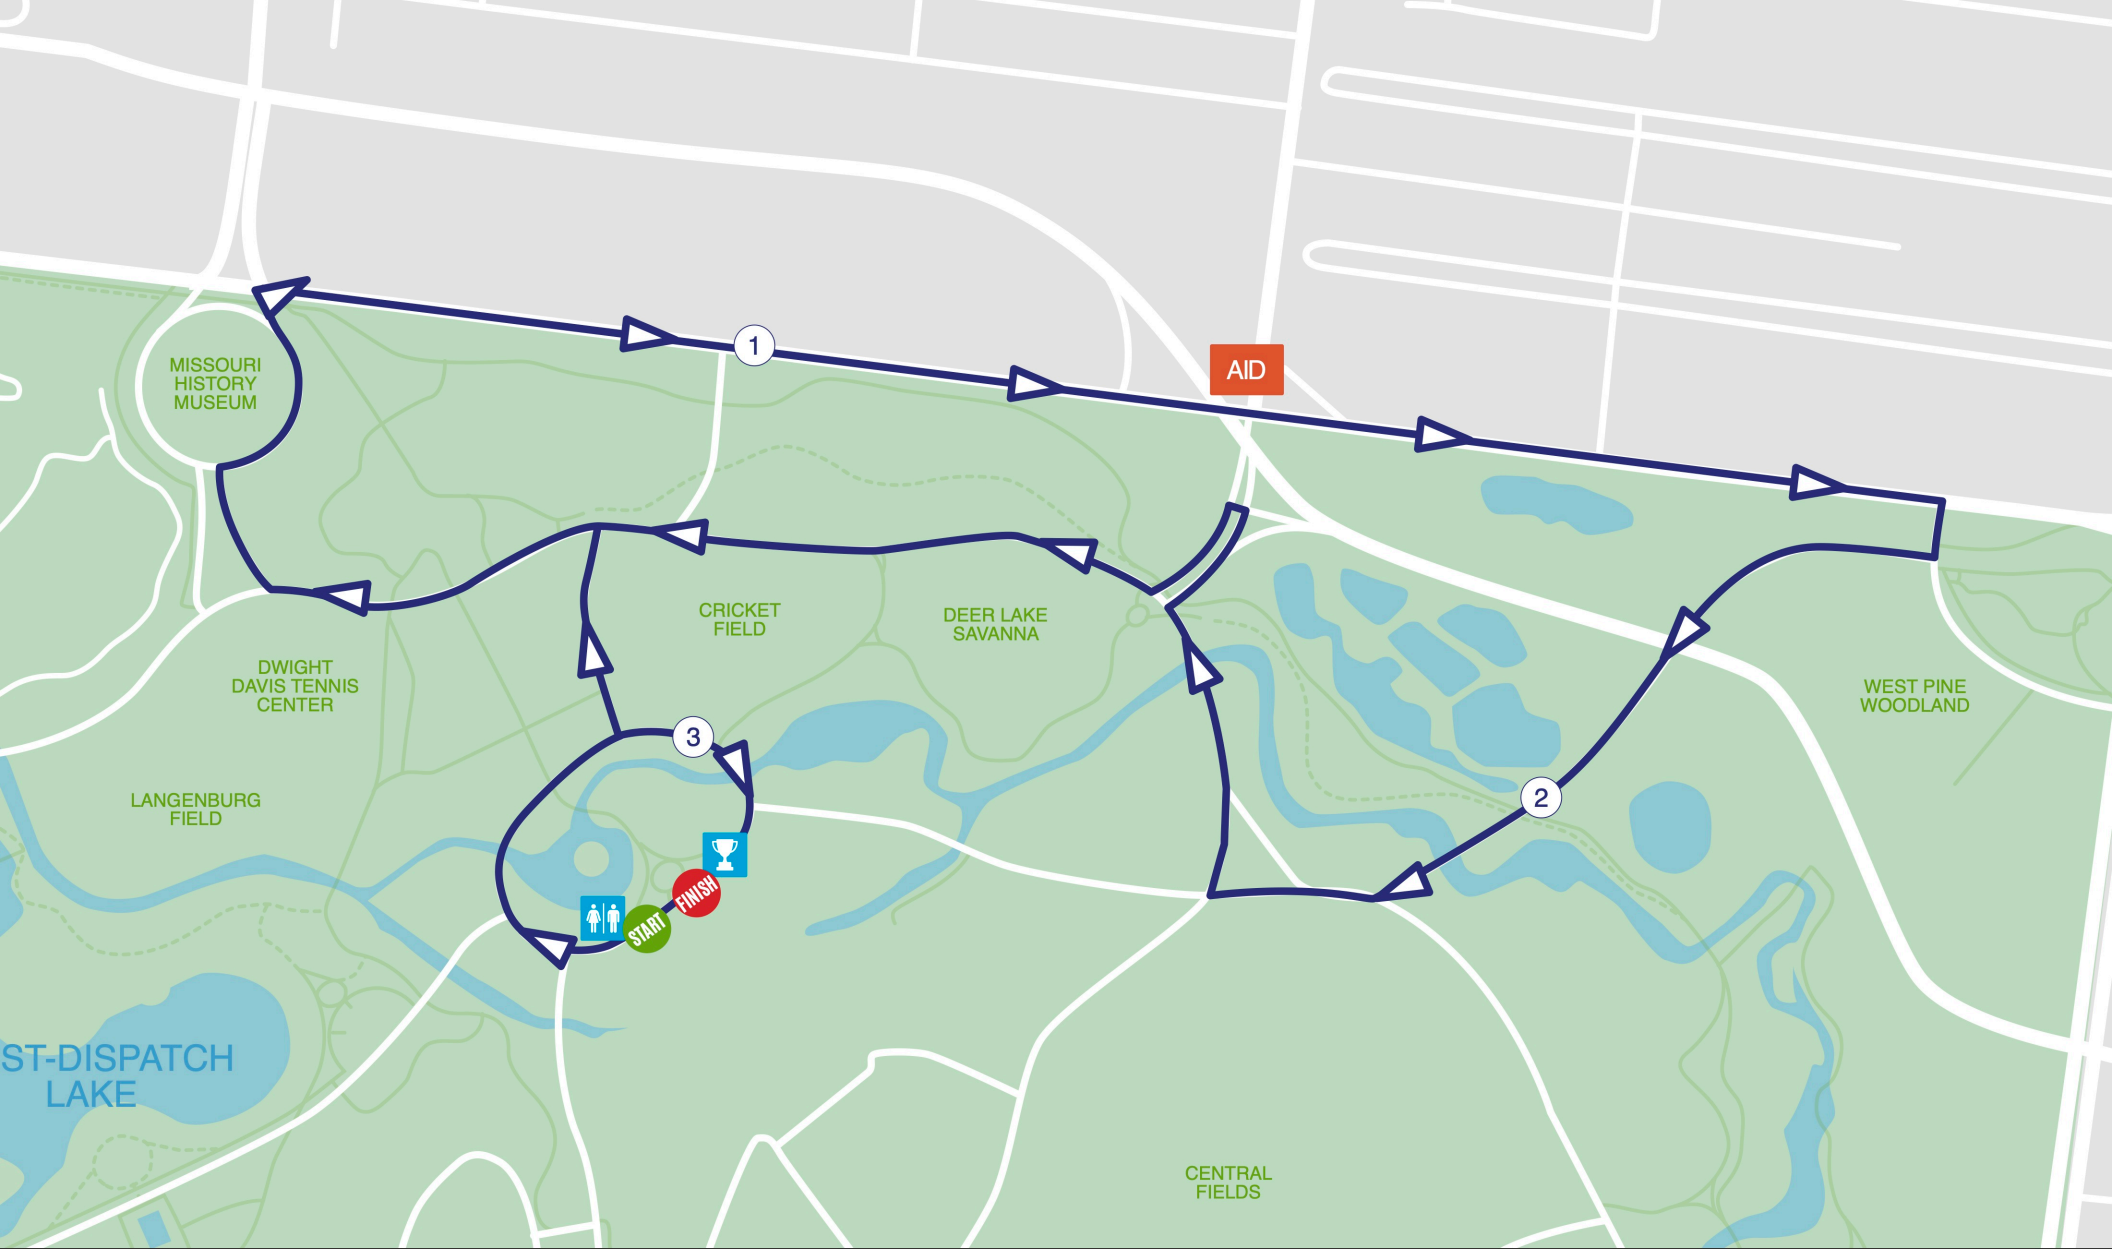 1
AID
MISSOURI
HISTORY
MUSEUM
CRICKET
FIELD
DEER LAKE
SAVANNA
DWIGHT
DAVIS TENNIS
CENTER
WEST PINE
WOODLAND
3
2
LANGENBURG
FIELD
FINISH
START
ST-DISPATCH
LAKE
CENTRAL
FIELDS